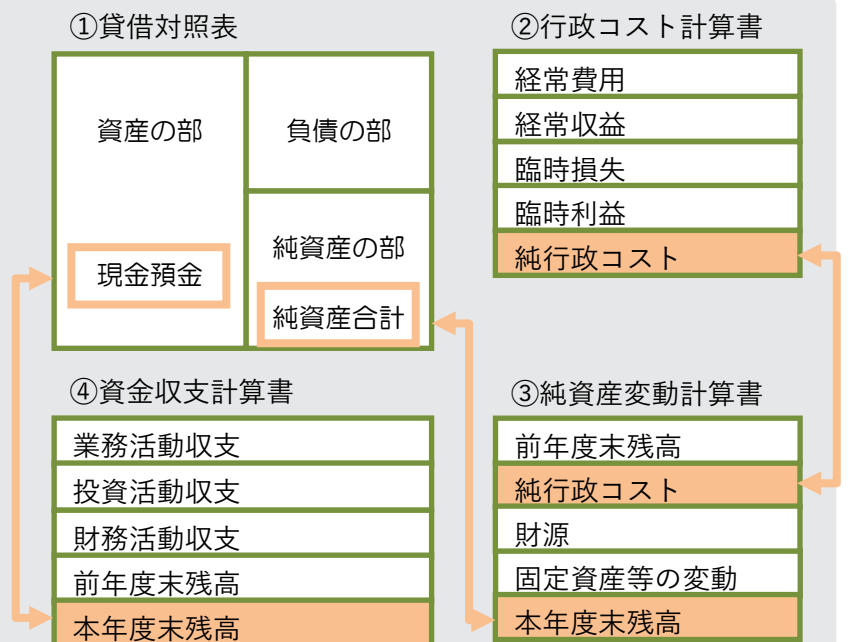 ①貸借対照表
資産の部
現金預金
負債の部
純資産の部
純資産合計
②行政コスト計算書
経常費用
経常収益
臨時損失
臨時利益
純行政コスト
④資金収支計算書
業務活動収支
投資活動収支
財務活動収支
前年度末残高
本年度末残高
③純資産変動計算書
前年度末残高
純行政コスト
財源
固定資産等の変動
本年度末残高